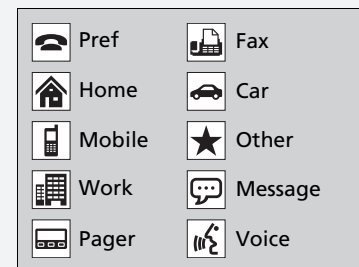 Pref
Fax
Home
Car
Mobile
Other
Work
Message
Pager
Voice